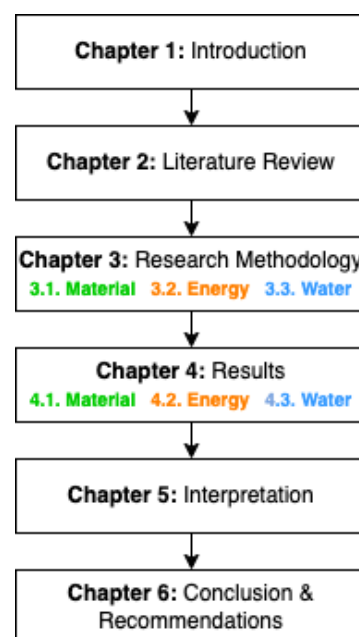 Chapter 1: Introduction
Chapter 2: Literature Review
Chapter 3: Research Methodology
3.1. Material 3.2. Energy 3.3. Water
Chapter 4: Results
4.1. Material 4.2. Energy 4.3. Water
Chapter 5: Interpretation
Chapter 6: Conclusion &
Recommendations